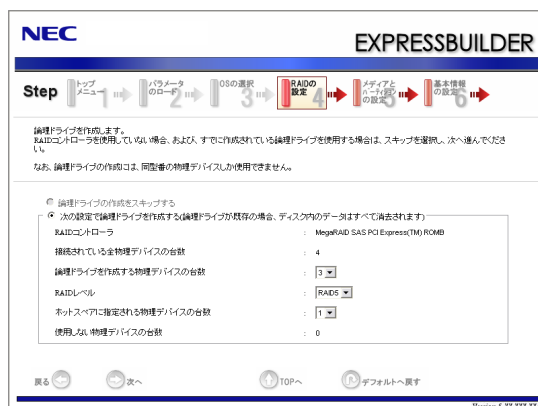 NEC
EXPRESSBUILDER
Step
トップ
メニュー 1
パラメータ
のロード 2
OSの選択
3
RAIDの
設定 4
メディアと
パーティション
の設定 5
基本情報
の設定 6
論理ドライブを作成します。
RAIDコントローラを使用していない場合、および、すでに作成されている論理ドライブを使用する場合は、スキップを選択し、次へ進んでくださ
い。
なお、論理ドライブの作成には、同型番の物理デバイスしか使用できません。
論理ドライブの作成をスキップする
次の設定で論理ドライブを作成する(論理ドライブが既存の場合、ディスク内のデータはすべて消去されます)
RAIDコントローラ : MegaRAID SAS PCI Express(TM) ROMB
接続されている全物理デバイスの台数 : 4
論理ドライブを作成する物理デバイスの台数 : 3
RAIDレベル : RAID5
ホットスペアに指定される物理デバイスの台数 : 1
使用しない物理デバイスの台数 : 0
戻る 次へ TOPへ デフォルトへ戻す